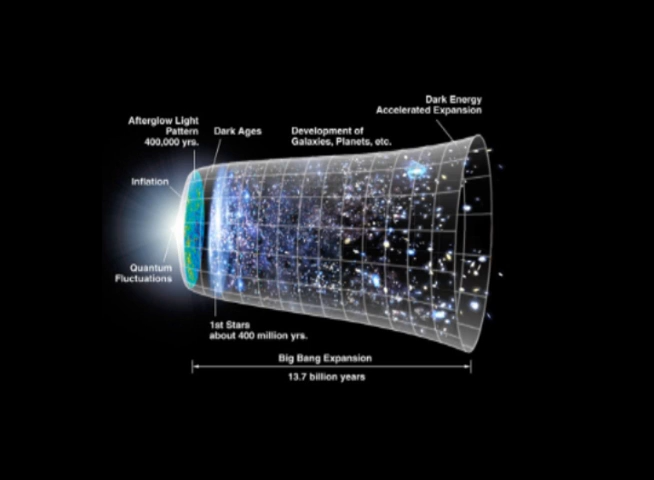 Dark Energy
Accelerated Expansion
Afterglow Light
Pattern
400,000 yrs.
Dark Ages
Development of
Galaxies, Planets, etc.
Inflation
Quantum
Fluctuations
1st Stars
about 400 million yrs.
Big Bang Expansion
13.7 billion years